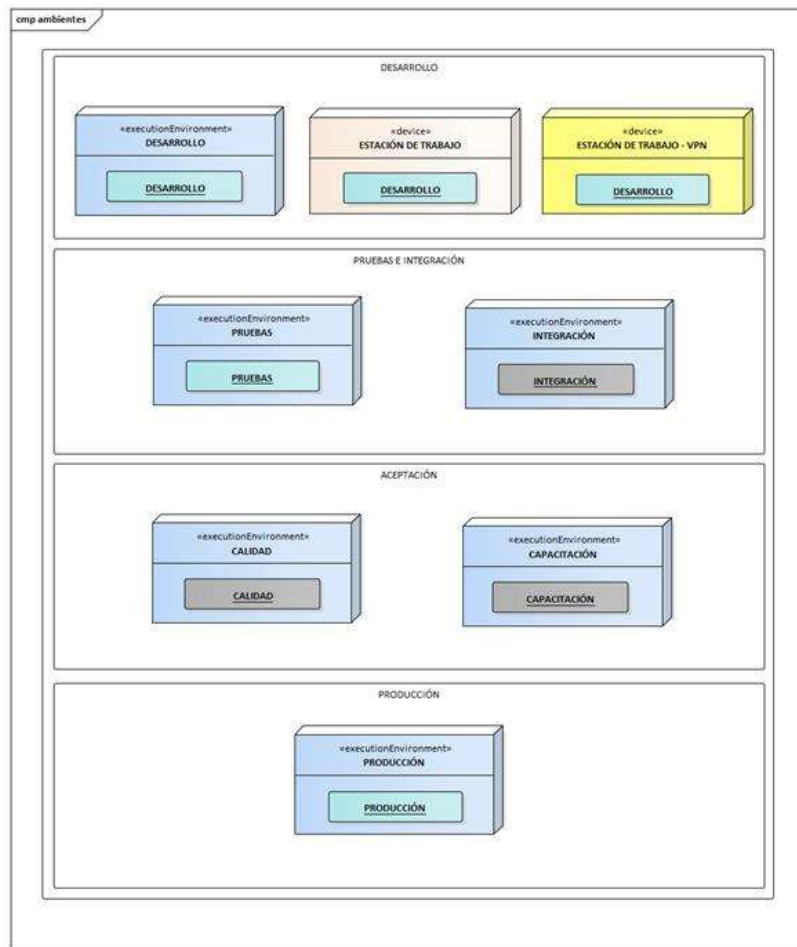 cmp ambientes
DESARROLLO
«executionEnvironment»
DESARROLLO
DESARROLLO
«device»
ESTACIÓN DE TRABAJO
DESARROLLO
«device»
ESTACIÓN DE TRABAJO - VPN
DESARROLLO
PRUEBAS E INTEGRACIÓN
«executionEnvironment»
PRUEBAS
PRUEBAS
«executionEnvironment»
INTEGRACIÓN
INTEGRACIÓN
ACEPTACIÓN
«executionEnvironment»
CALIDAD
CALIDAD
«executionEnvironment»
CAPACITACIÓN
CAPACITACIÓN
PRODUCCIÓN
«executionEnvironment»
PRODUCCIÓN
PRODUCCIÓN